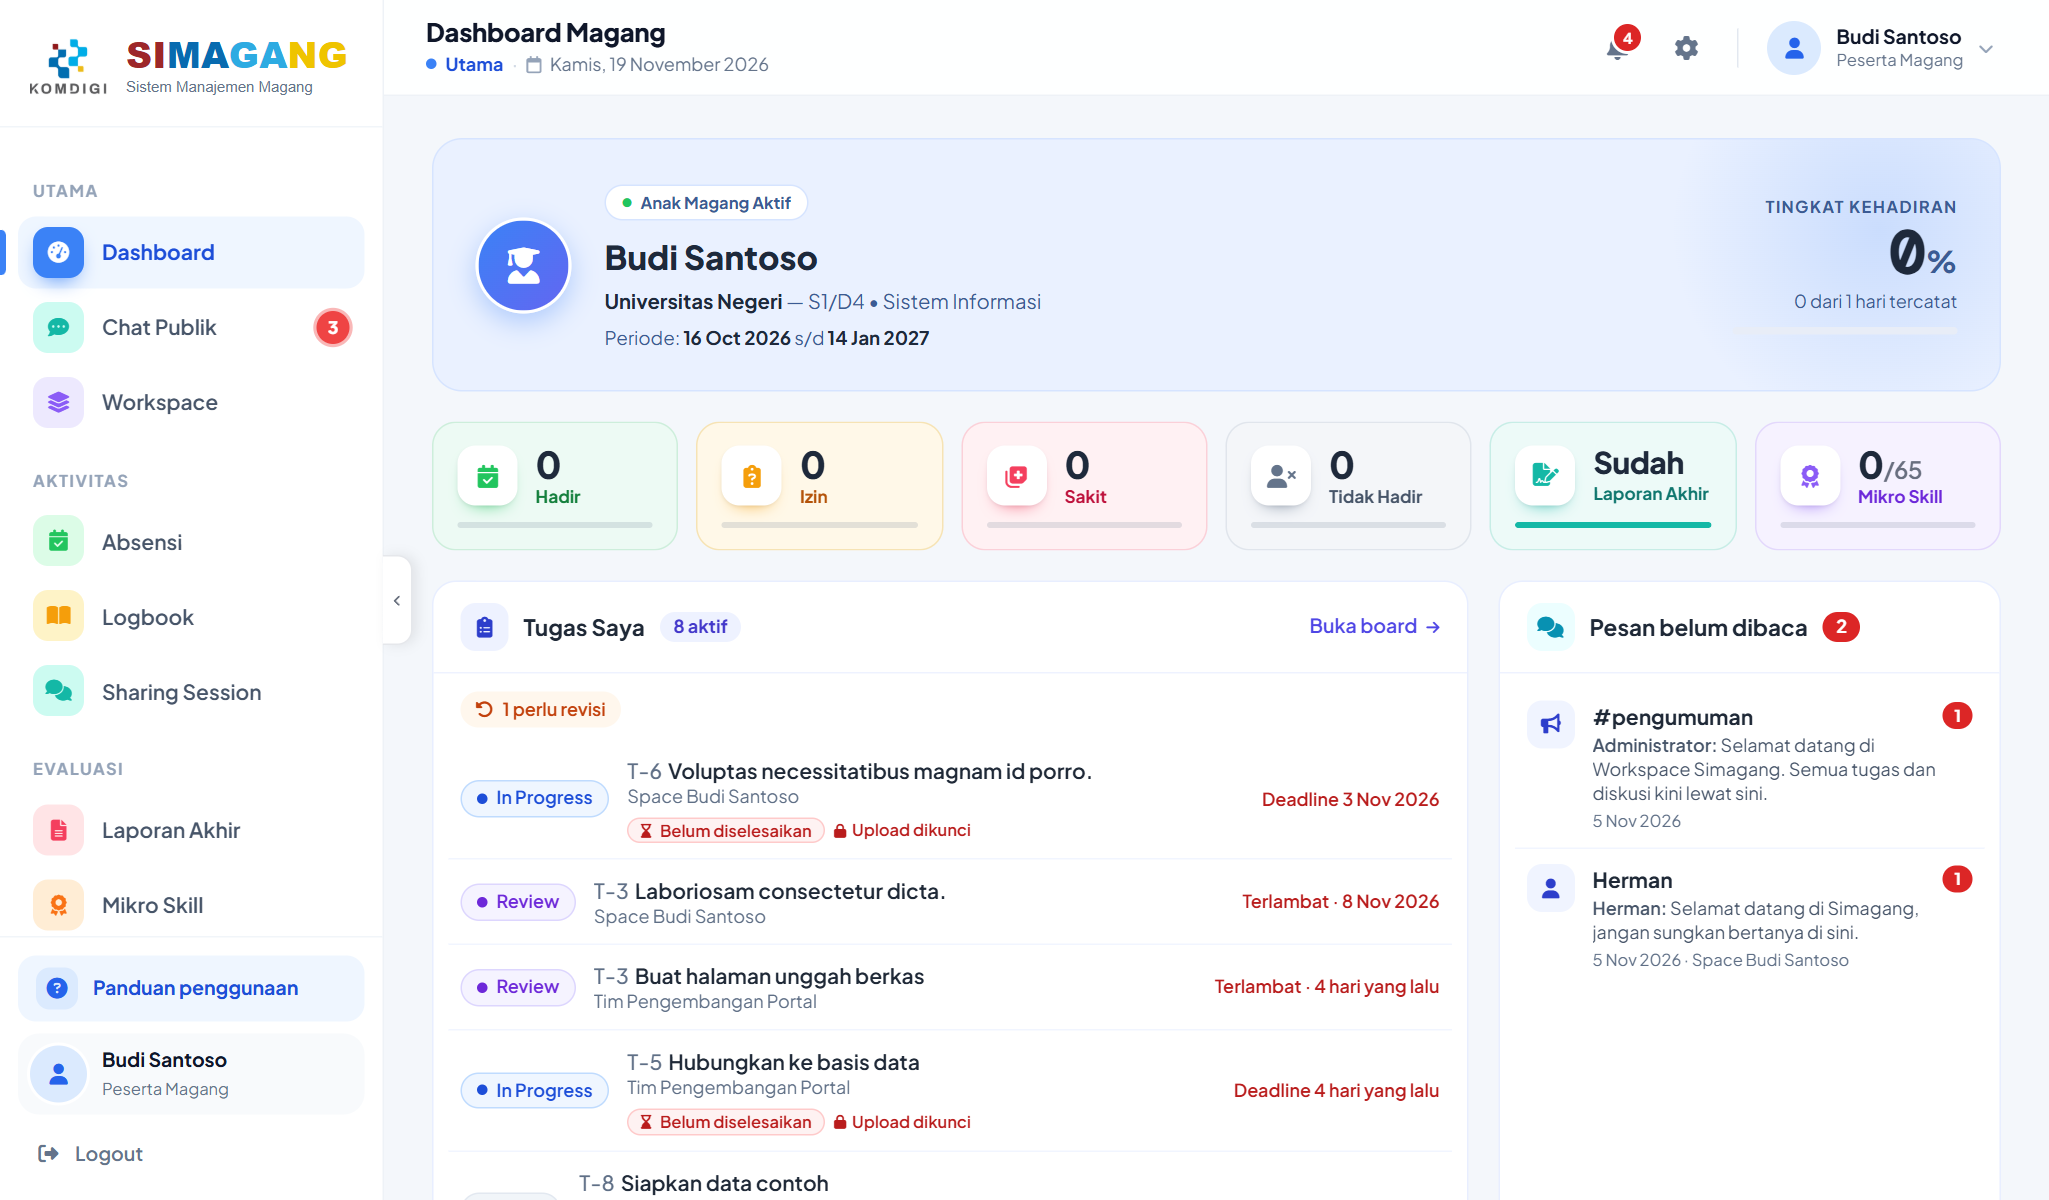 KOMDIGI
SIMAGANG
Sistem Manajemen Magang
UTAMA
Dashboard
Chat Publik
3
Workspace
AKTIVITAS
Absensi
Logbook
Sharing Session
EVALUASI
Laporan Akhir
Mikro Skill
Panduan penggunaan
Budi Santoso
Peserta Magang
Logout
Dashboard Magang
Utama · Kamis, 19 November 2026
4
Budi Santoso
Peserta Magang
Anak Magang Aktif
Budi Santoso
Universitas Negeri — S1/D4 • Sistem Informasi
Periode: 16 Oct 2026 s/d 14 Jan 2027
TINGKAT KEHADIRAN
0%
0 dari 1 hari tercatat
0
Hadir
0
Izin
0
Sakit
0
Tidak Hadir
Sudah
Laporan Akhir
0/65
Mikro Skill
Tugas Saya
8 aktif
Buka board →
1 perlu revisi
In Progress
T-6 Voluptas necessitatibus magnam id porro.
Space Budi Santoso
Belum diselesaikan
Upload dikunci
Deadline 3 Nov 2026
Review
T-3 Laboriosam consectetur dicta.
Space Budi Santoso
Terlambat · 8 Nov 2026
Review
T-3 Buat halaman unggah berkas
Tim Pengembangan Portal
Terlambat · 4 hari yang lalu
In Progress
T-5 Hubungkan ke basis data
Tim Pengembangan Portal
Belum diselesaikan
Upload dikunci
Deadline 4 hari yang lalu
T-8 Siapkan data contoh
Pesan belum dibaca
2
#pengumuman
1
Administrator: Selamat datang di
Workspace Simagang. Semua tugas dan
diskusi kini lewat sini.
5 Nov 2026
Herman
1
Herman: Selamat datang di Simagang,
jangan sungkan bertanya di sini.
5 Nov 2026 · Space Budi Santoso